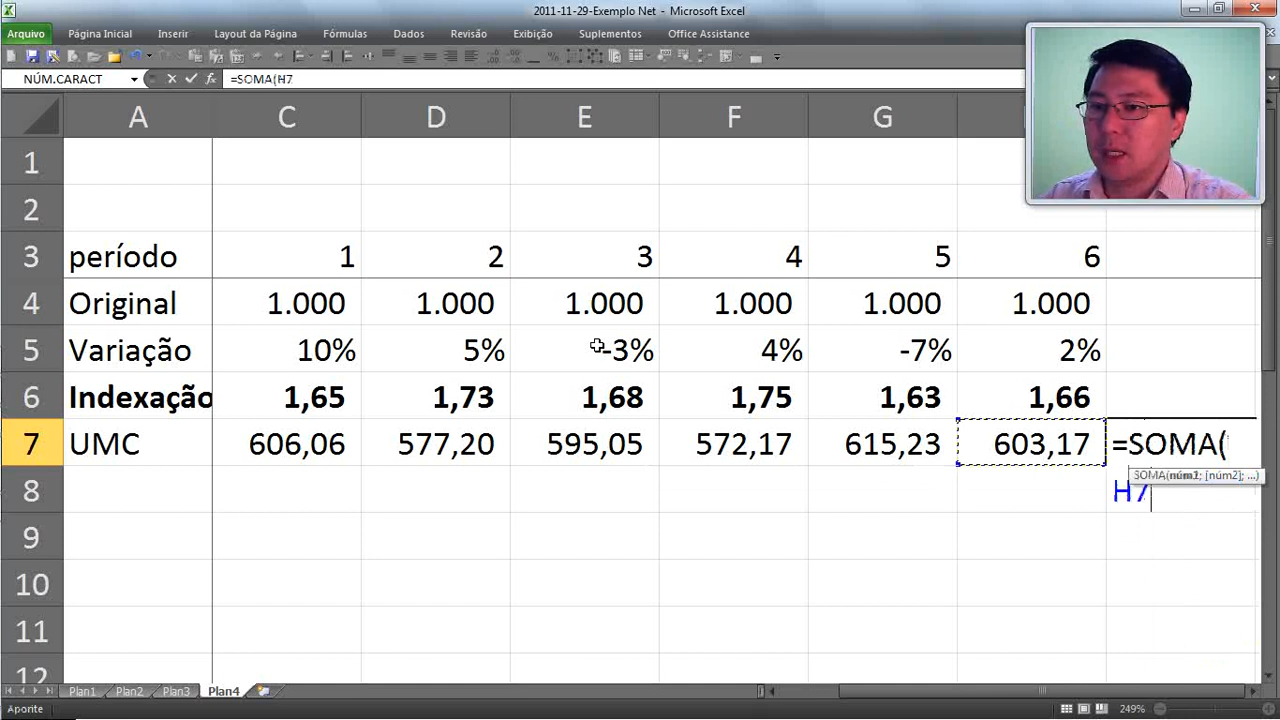 2011-11-29-Exemplo Net - Microsoft Excel
Arquivo Página Inicial Inserir Layout da Página Fórmulas Dados Revisão Exibição Suplementos Office Assistance
NÚM.CARACT fx =SOMA(H7
A C D E F G
1
2
3 período 1 2 3 4 5 6
4 Original 1.000 1.000 1.000 1.000 1.000 1.000
5 Variação 10% 5% -3% 4% -7% 2%
6 Indexação 1,65 1,73 1,68 1,75 1,63 1,66
7 UMC 606,06 577,20 595,05 572,17 615,23 603,17 =SOMA(
SOMA(núm1; [núm2]; ...)
8 H7
9
10
11
12
Plan1 Plan2 Plan3 Plan4
Aponte 249%